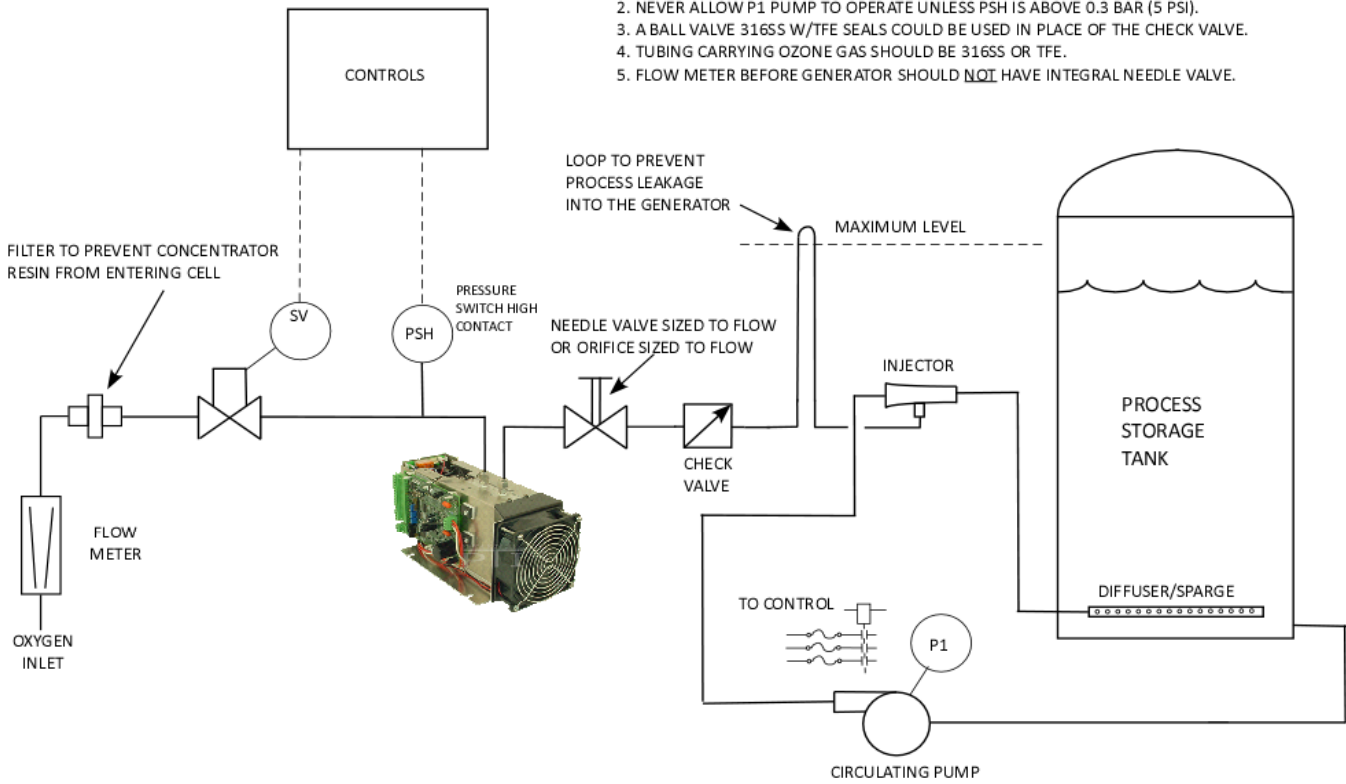 2. NEVER ALLOW P1 PUMP TO OPERATE UNLESS PSH IS ABOVE 0.3 BAR (5 PSI).
3. A BALL VALVE 316SS W/TFE SEALS COULD BE USED IN PLACE OF THE CHECK VALVE.
4. TUBING CARRYING OZONE GAS SHOULD BE 316SS OR TFE.
5. FLOW METER BEFORE GENERATOR SHOULD NOT HAVE INTEGRAL NEEDLE VALVE.
CONTROLS
LOOP TO PREVENT
PROCESS LEAKAGE
INTO THE GENERATOR
MAXIMUM LEVEL
FILTER TO PREVENT CONCENTRATOR
RESIN FROM ENTERING CELL
SV
PSH
PRESSURE
SWITCH HIGH
CONTACT
NEEDLE VALVE SIZED TO FLOW
OR ORIFICE SIZED TO FLOW
INJECTOR
PROCESS
STORAGE
TANK
CHECK
VALVE
FLOW
METER
OXYGEN
INLET
DIFFUSER/SPARGE
TO CONTROL
P1
CIRCULATING PUMP